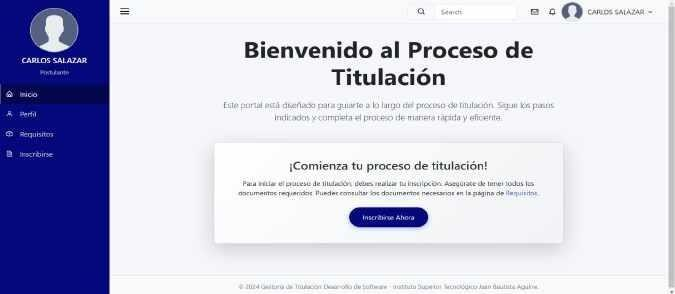 CARLOS SALAZAR
Postulante
Inicio
Perfil
Requisitos
Inscribirse
Search
CARLOS SALAZAR
Bienvenido al Proceso de
Titulación
Este portal está diseñado para guiarte a lo largo del proceso de titulación. Sigue los pasos
indicados y completa el proceso de manera rápida y eficiente.
¡Comienza tu proceso de titulación!
Para iniciar el proceso de titulación, debes realizar tu inscripción. Asegúrate de tener todos los
documentos requeridos. Puedes consultar los documentos necesarios en la página de Requisitos.
Inscribirse Ahora
© 2024 Gestoría de Titulación Desarrollo de Software - Instituto Superior Tecnológico Juan Bautista Aguirre.